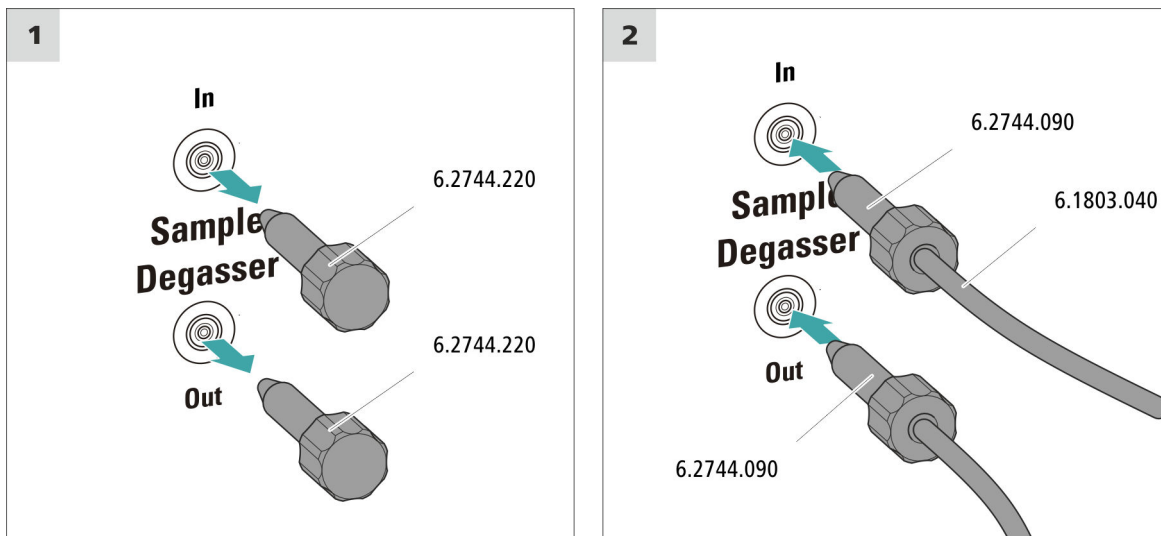 1
In
6.2744.220
Sample
Degasser
6.2744.220
Out
2
In
6.2744.090
6.1803.040
Sample
Degasser
Out
6.2744.090